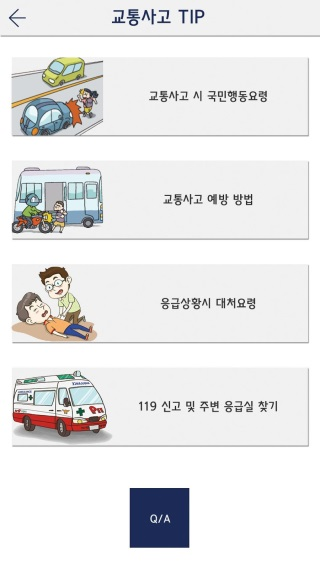 교통사고 TIP
교통사고 시 국민행동요령
교통사고 예방 방법
응급상황시 대처요령
119 신고 및 주변 응급실 찾기
Q/A